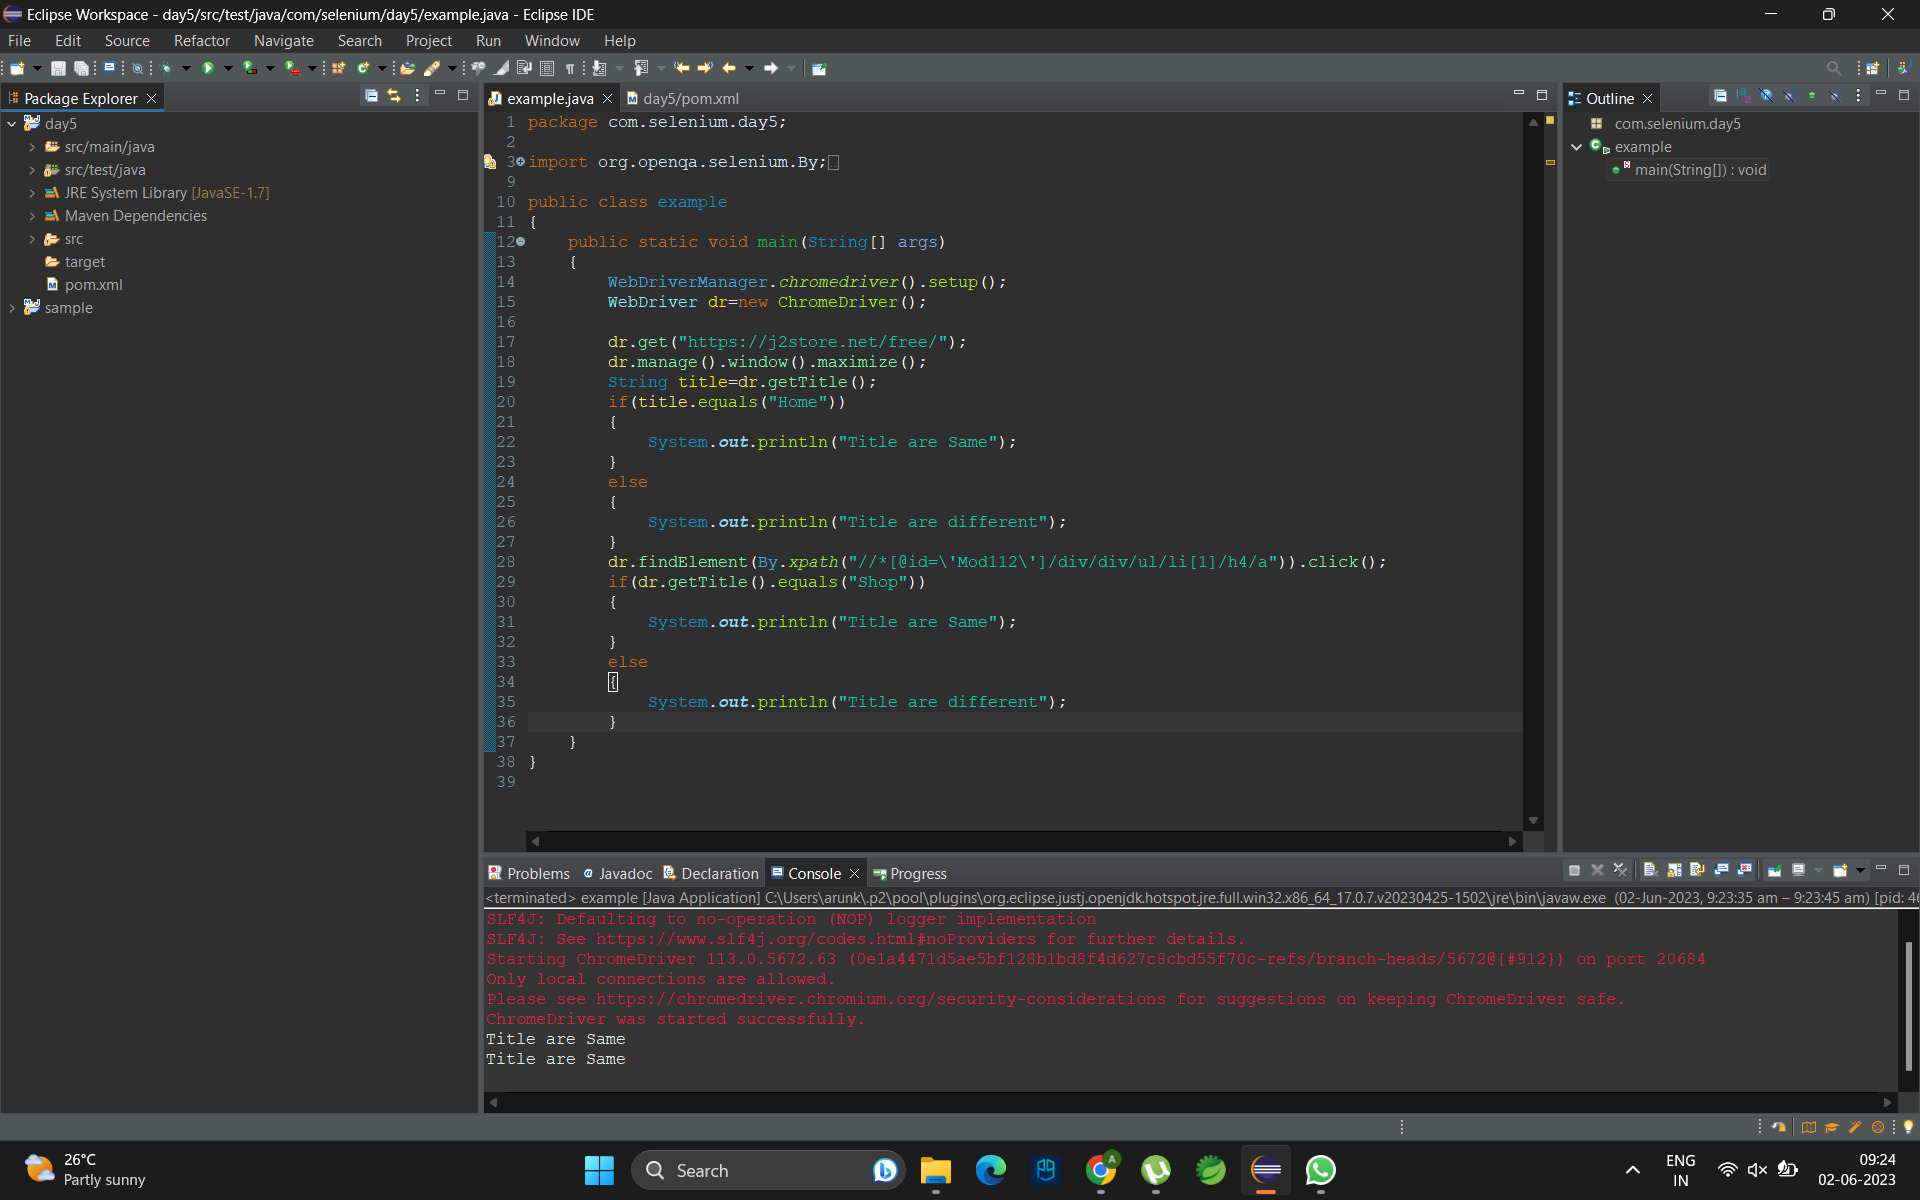 Eclipse Workspace - day5/src/test/java/com/selenium/day5/example.java - Eclipse IDE
File Edit Source Refactor Navigate Search Project Run Window Help
Package Explorer
day5
src/main/java
src/test/java
JRE System Library [JavaSE-1.7]
Maven Dependencies
src
target
pom.xml
sample
example.java day5/pom.xml
1 package com.selenium.day5;
2
3 import org.openqa.selenium.By;
9
10 public class example
11 {
12 public static void main(String[] args)
13 {
14 WebDriverManager.chromedriver().setup();
15 WebDriver dr=new ChromeDriver();
16
17 dr.get("https://j2store.net/free/");
18 dr.manage().window().maximize();
19 String title=dr.getTitle();
20 if(title.equals("Home"))
21 {
22 System.out.println("Title are Same");
23 }
24 else
25 {
26 System.out.println("Title are different");
27 }
28 dr.findElement(By.xpath("//*[@id=\'Mod112\']/div/div/ul/li[1]/h4/a")).click();
29 if(dr.getTitle().equals("Shop"))
30 {
31 System.out.println("Title are Same");
32 }
33 else
34 {
35 System.out.println("Title are different");
36 }
37 }
38 }
39
Outline
com.selenium.day5
example
main(String[]) : void
Problems Javadoc Declaration Console Progress
<terminated> example [Java Application] C:\Users\arunk\.p2\pool\plugins\org.eclipse.justj.openjdk.hotspot.jre.full.win32.x86_64_17.0.7.v20230425-1502\jre\bin\javaw.exe (02-Jun-2023, 9:23:35 am – 9:23:45 am) [pid: 46
SLF4J: Defaulting to no-operation (NOP) logger implementation
SLF4J: See https://www.slf4j.org/codes.html#noProviders for further details.
Starting ChromeDriver 113.0.5672.63 (0e1a4471d5ae5bf128b1bd8f4d627c8cbd55f70c-refs/branch-heads/5672@{#912}) on port 20684
Only local connections are allowed.
Please see https://chromedriver.chromium.org/security-considerations for suggestions on keeping ChromeDriver safe.
ChromeDriver was started successfully.
Title are Same
Title are Same
26°C
Partly sunny
Search
ENG
IN
09:24
02-06-2023